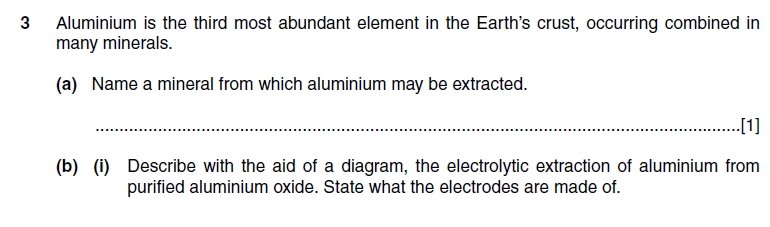 3 Aluminium is the third most abundant element in the Earth's crust, occurring combined in
many minerals.
(a) Name a mineral from which aluminium may be extracted.
..........................................................................................................................................[1]
(b) (i) Describe with the aid of a diagram, the electrolytic extraction of aluminium from
purified aluminium oxide. State what the electrodes are made of.